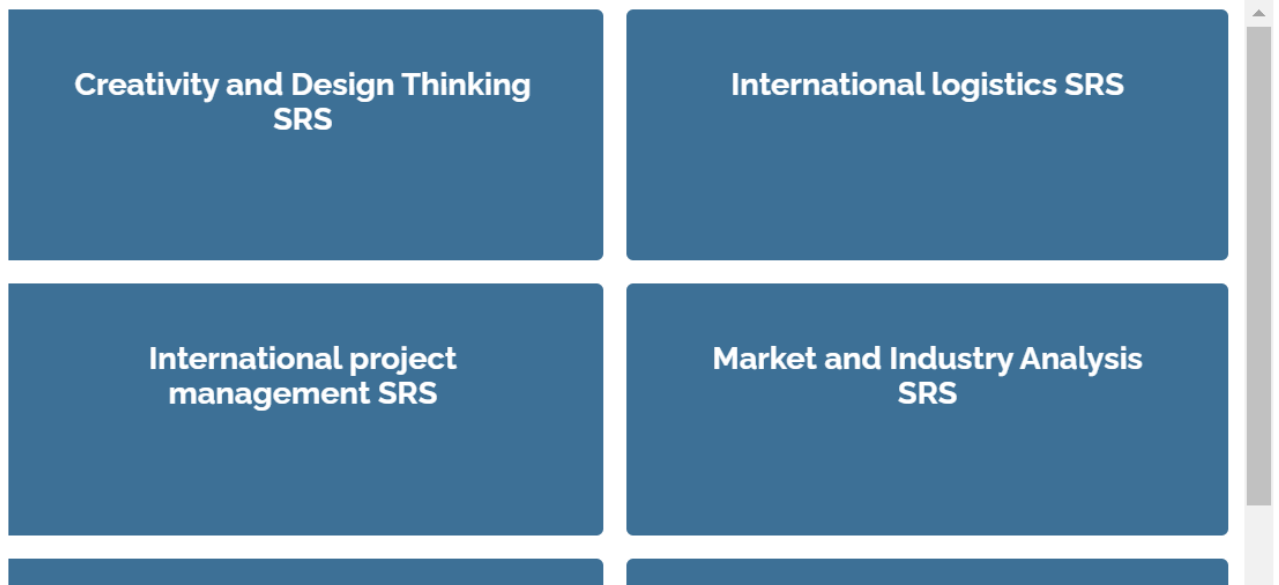 Creativity and Design Thinking
SRS
International logistics SRS
International project
management SRS
Market and Industry Analysis
SRS